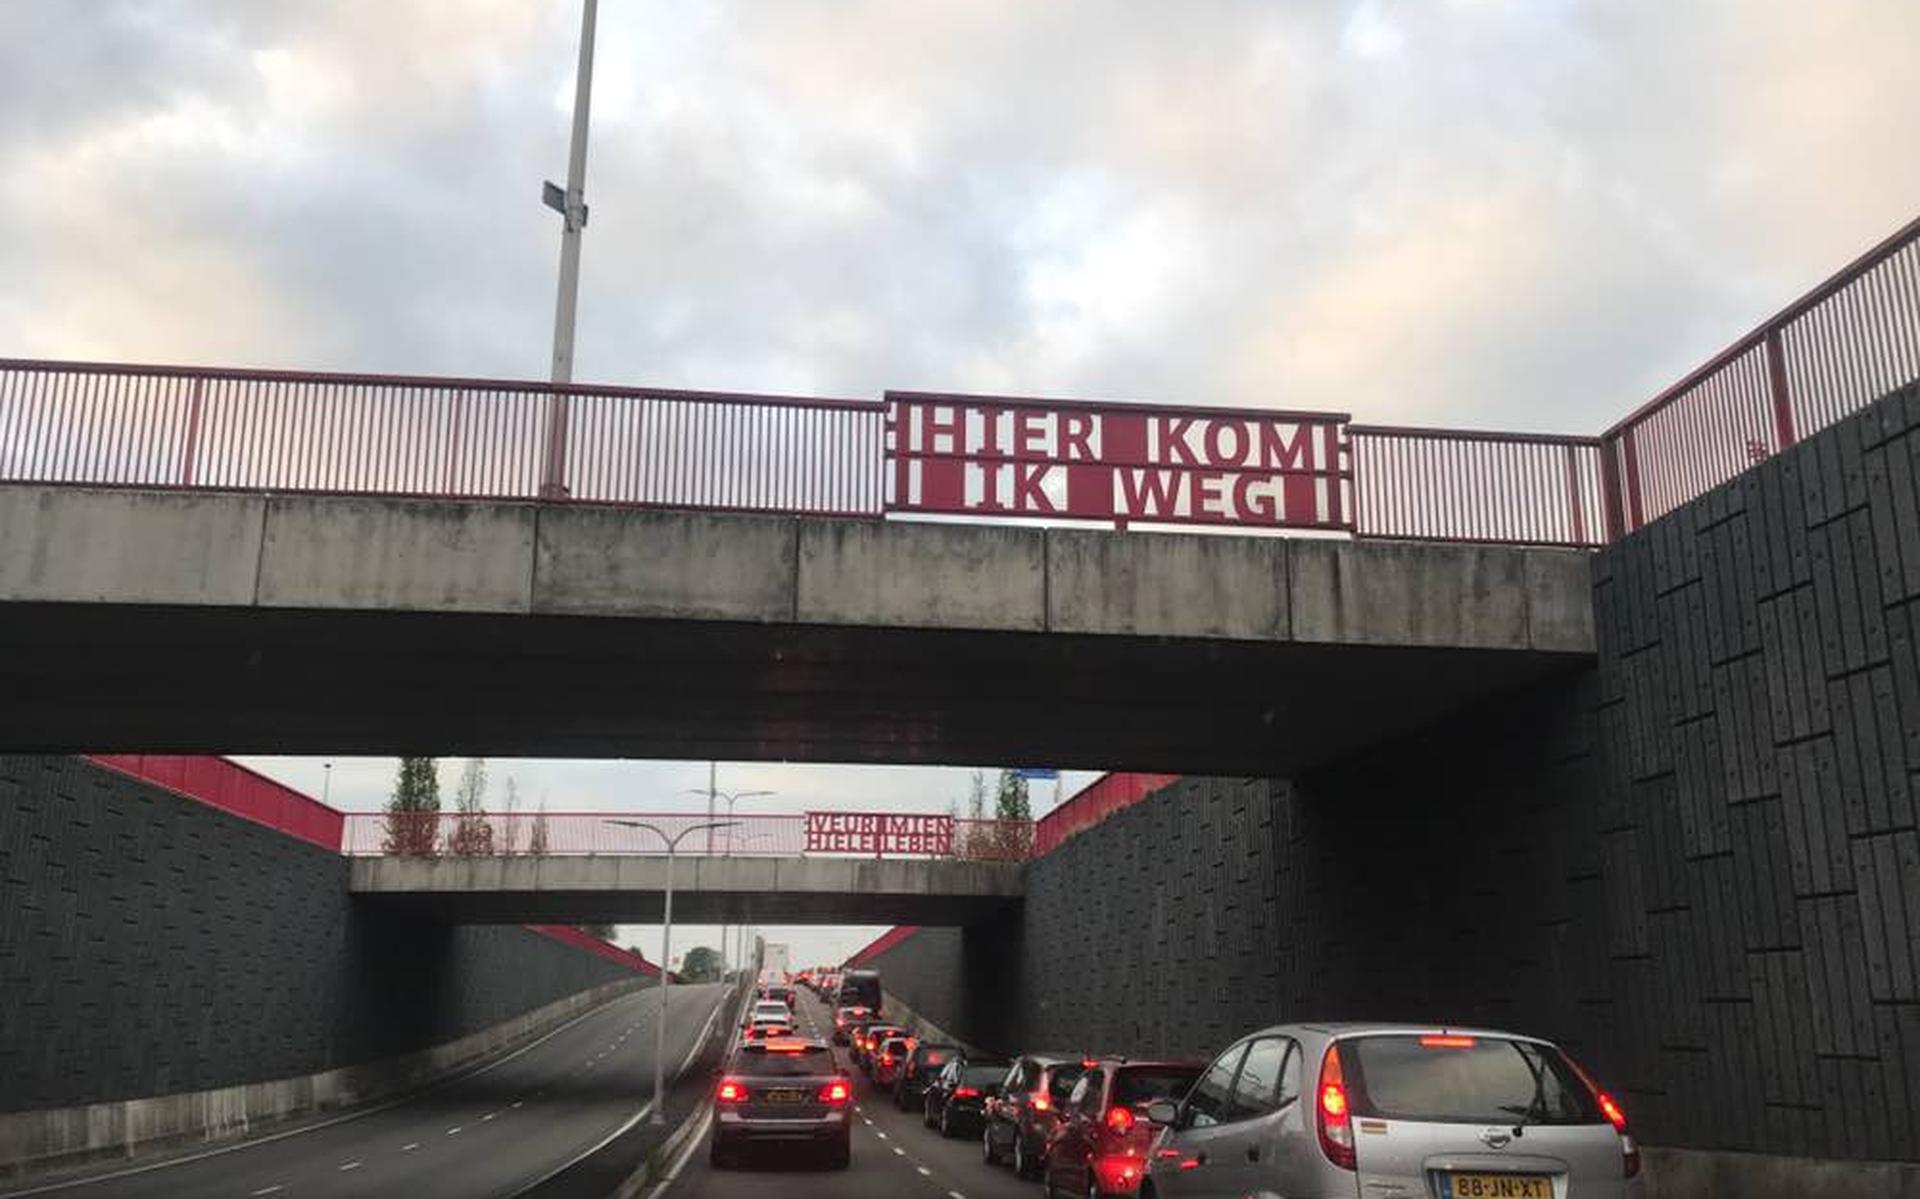 HIER KOM
IK WEG
VEUR MIEN
HIELE LEBEN
88-JN-XT